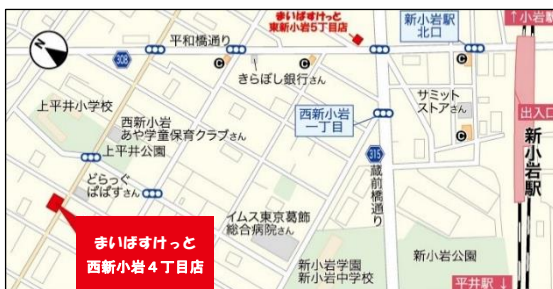 まいばすけっと
東新小岩5丁目店
新小岩駅
北口
↑小岩駅
平和橋通り
N
308
C
きらぼし銀行さん
C
C
上平井小学校
サミット
ストアさん
C
西新小岩
あや学童保育クラブさん
西新小岩
一丁目
出入口
上平井公園
315
新小岩駅
どらっぐ
ぱぱすさん
蔵前橋通り
まいばすけっと
西新小岩4丁目店
イムス東京葛飾
総合病院さん
新小岩学園
新小岩中学校
新小岩公園
平井駅↓